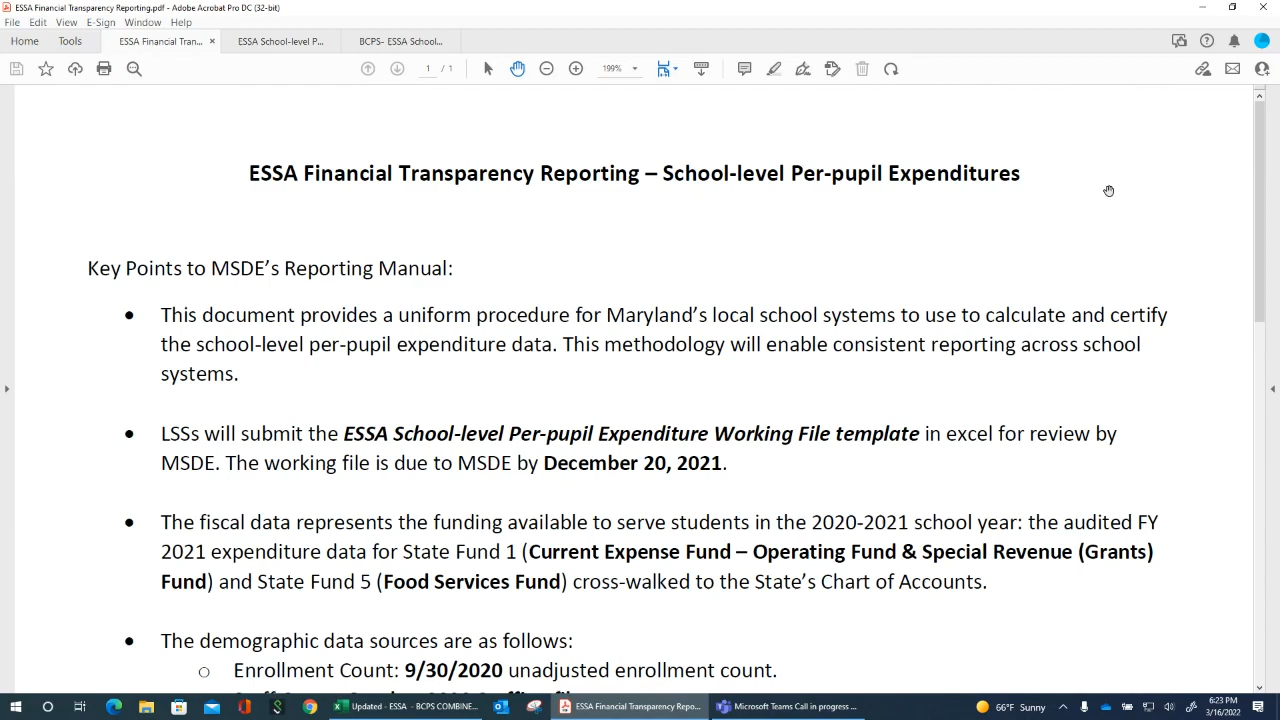 ESSA Financial Transparency Reporting.pdf - Adobe Acrobat Pro DC (32-bit)
File Edit View E-Sign Window Help
Home Tools ESSA Financial Tran... × ESSA School-level P... BCPS- ESSA School...
1 / 1 199%
ESSA Financial Transparency Reporting – School-level Per-pupil Expenditures
Key Points to MSDE's Reporting Manual:
• This document provides a uniform procedure for Maryland's local school systems to use to calculate and certify
the school-level per-pupil expenditure data. This methodology will enable consistent reporting across school
systems.
• LSSs will submit the ESSA School-level Per-pupil Expenditure Working File template in excel for review by
MSDE. The working file is due to MSDE by December 20, 2021.
• The fiscal data represents the funding available to serve students in the 2020-2021 school year: the audited FY
2021 expenditure data for State Fund 1 (Current Expense Fund – Operating Fund & Special Revenue (Grants)
Fund) and State Fund 5 (Food Services Fund) cross-walked to the State's Chart of Accounts.
• The demographic data sources are as follows:
o Enrollment Count: 9/30/2020 unadjusted enrollment count.
Updated - ESSA - BCPS COMBINE... ESSA Financial Transparency Repo... Microsoft Teams Call in progress ... 66°F Sunny 6:23 PM
3/16/2022